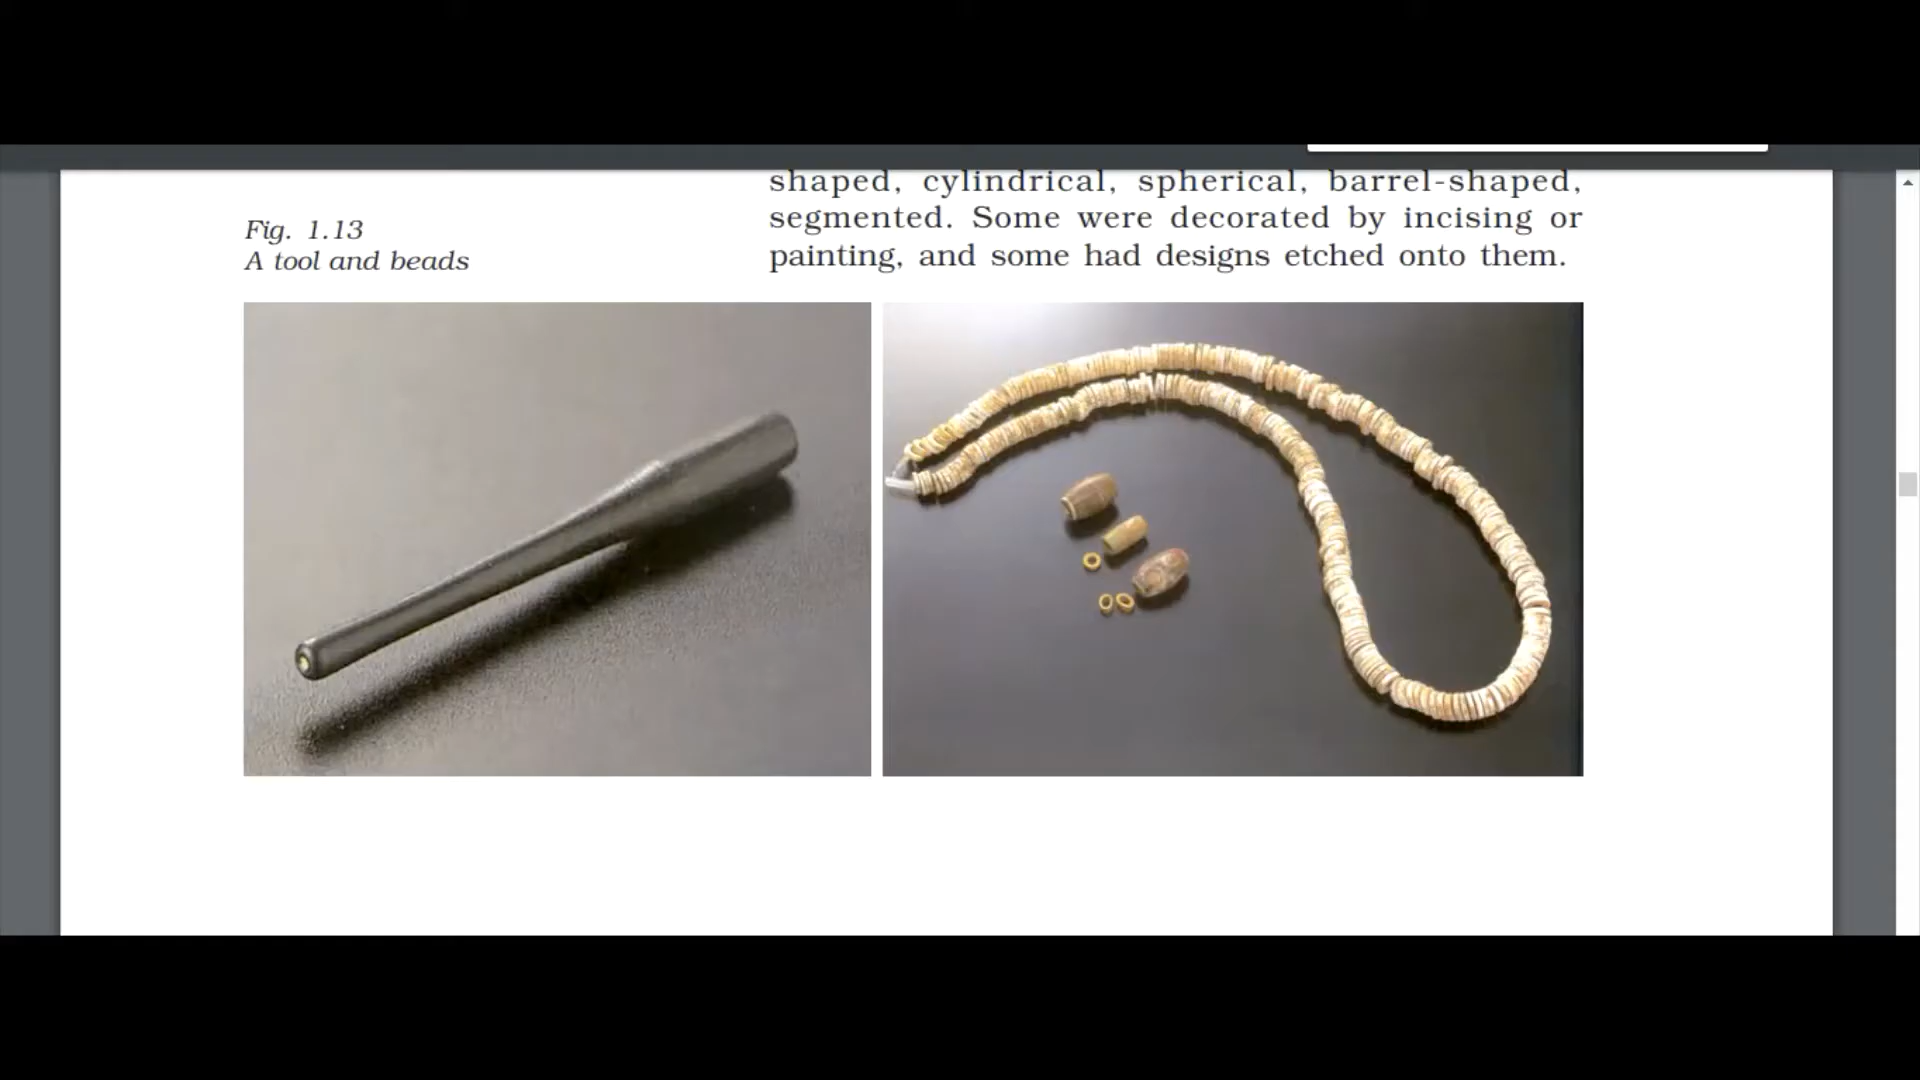 shaped, cylindrical, spherical, barrel-shaped,
segmented. Some were decorated by incising or
painting, and some had designs etched onto them.
Fig. 1.13
A tool and beads